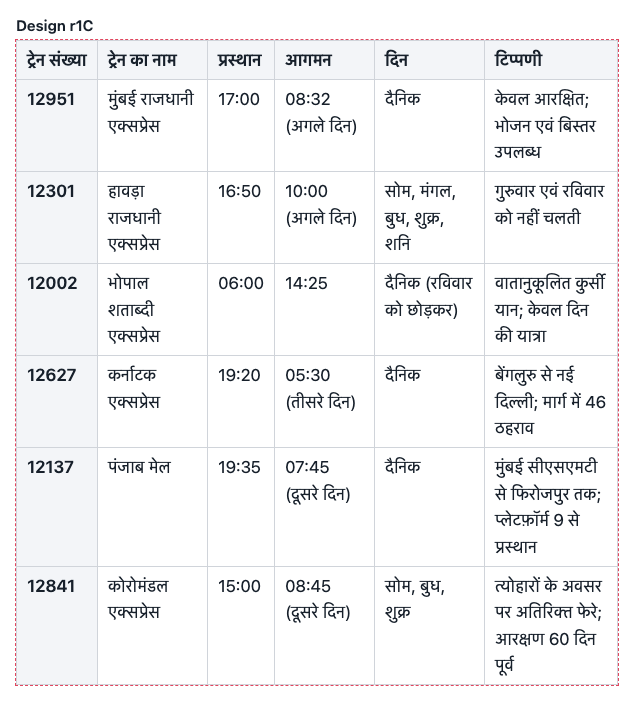 Design r1C
ट्रेन संख्या ट्रेन का नाम प्रस्थान आगमन दिन टिप्पणी
12951 मुंबई राजधानी 17:00 08:32 दैनिक केवल आरक्षित;
एक्सप्रेस (अगले दिन) भोजन एवं बिस्तर
उपलब्ध
12301 हावड़ा 16:50 10:00 सोम, मंगल, गुरुवार एवं रविवार
राजधानी (अगले दिन) बुध, शुक्र, को नहीं चलती
एक्सप्रेस शनि
12002 भोपाल 06:00 14:25 दैनिक (रविवार वातानुकूलित कुर्सी
शताब्दी को छोड़कर) यान; केवल दिन
एक्सप्रेस की यात्रा
12627 कर्नाटक 19:20 05:30 दैनिक बेंगलुरु से नई
एक्सप्रेस (तीसरे दिन) दिल्ली; मार्ग में 46
ठहराव
12137 पंजाब मेल 19:35 07:45 दैनिक मुंबई सीएसएमटी
(दूसरे दिन) से फिरोजपुर तक;
प्लेटफ़ॉर्म 9 से
प्रस्थान
12841 कोरोमंडल 15:00 08:45 सोम, बुध, त्योहारों के अवसर
एक्सप्रेस (दूसरे दिन) शुक्र पर अतिरिक्त फेरे;
आरक्षण 60 दिन
पूर्व